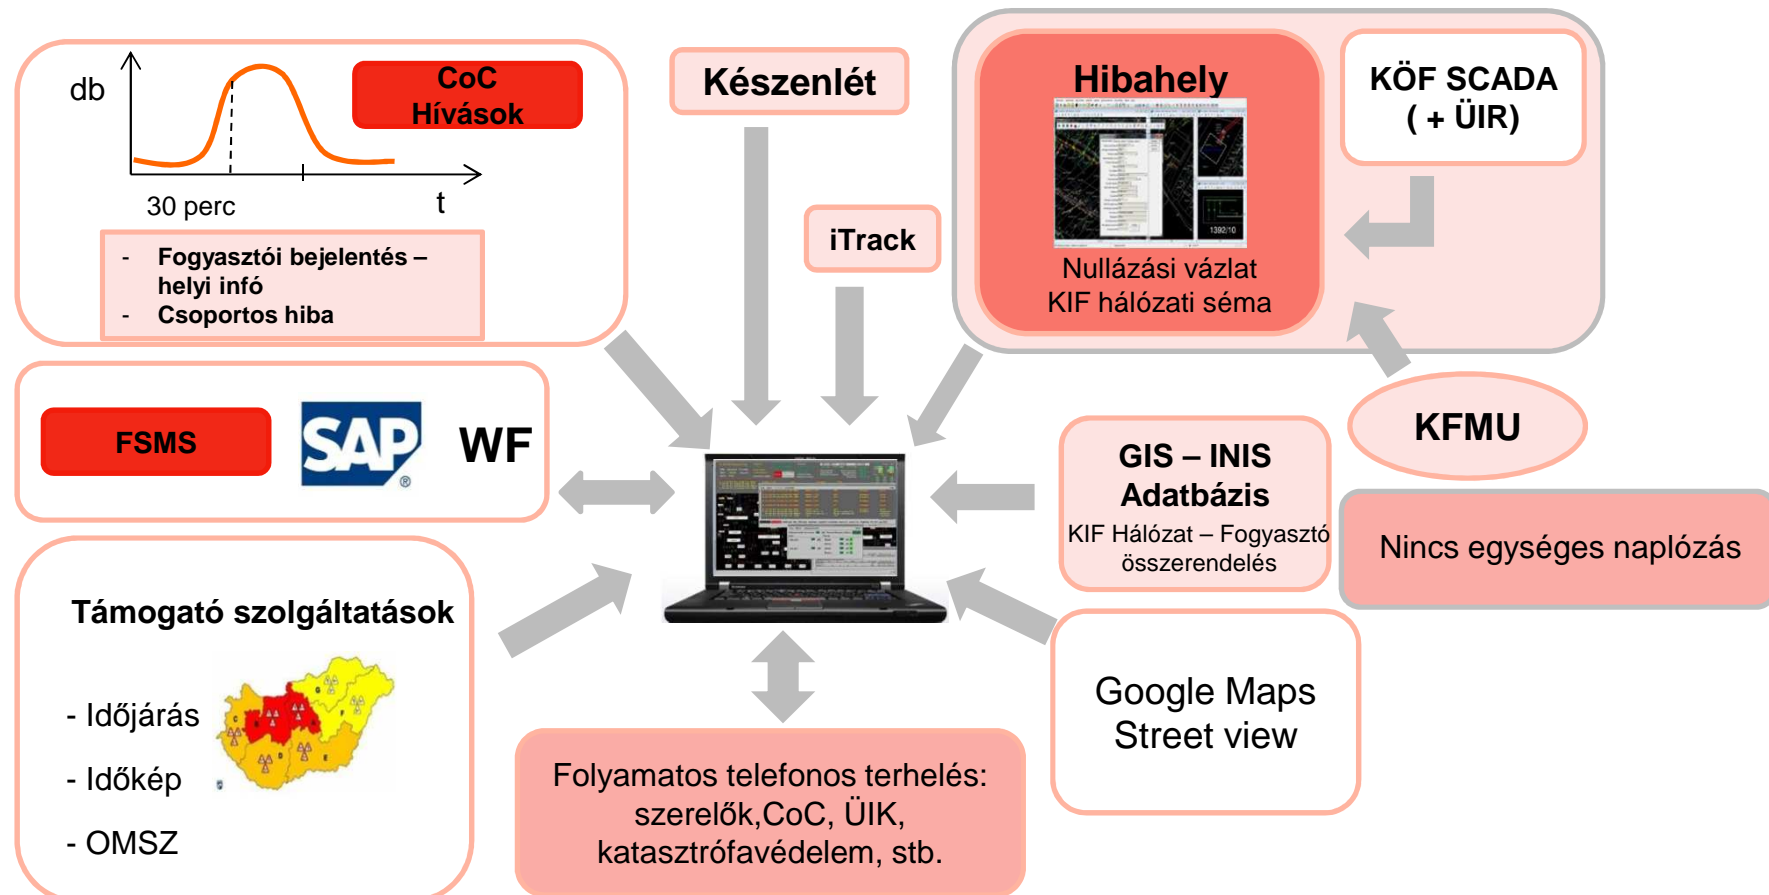 db
CoC
Hívások
30 perc
t
- Fogyasztói bejelentés –
helyi infó
- Csoportos hiba
Készenlét
iTrack
Hibahely
1392/10
Nullázási vázlat
KIF hálózati séma
KÖF SCADA
( + ÜIR)
KFMU
FSMS
SAP
®
WF
GIS – INIS
Adatbázis
KIF Hálózat – Fogyasztó
összerendelés
Nincs egységes naplózás
Támogató szolgáltatások
- Időjárás
- Időkép
- OMSZ
Google Maps
Street view
Folyamatos telefonos terhelés:
szerelők,CoC, ÜIK,
katasztrófavédelem, stb.